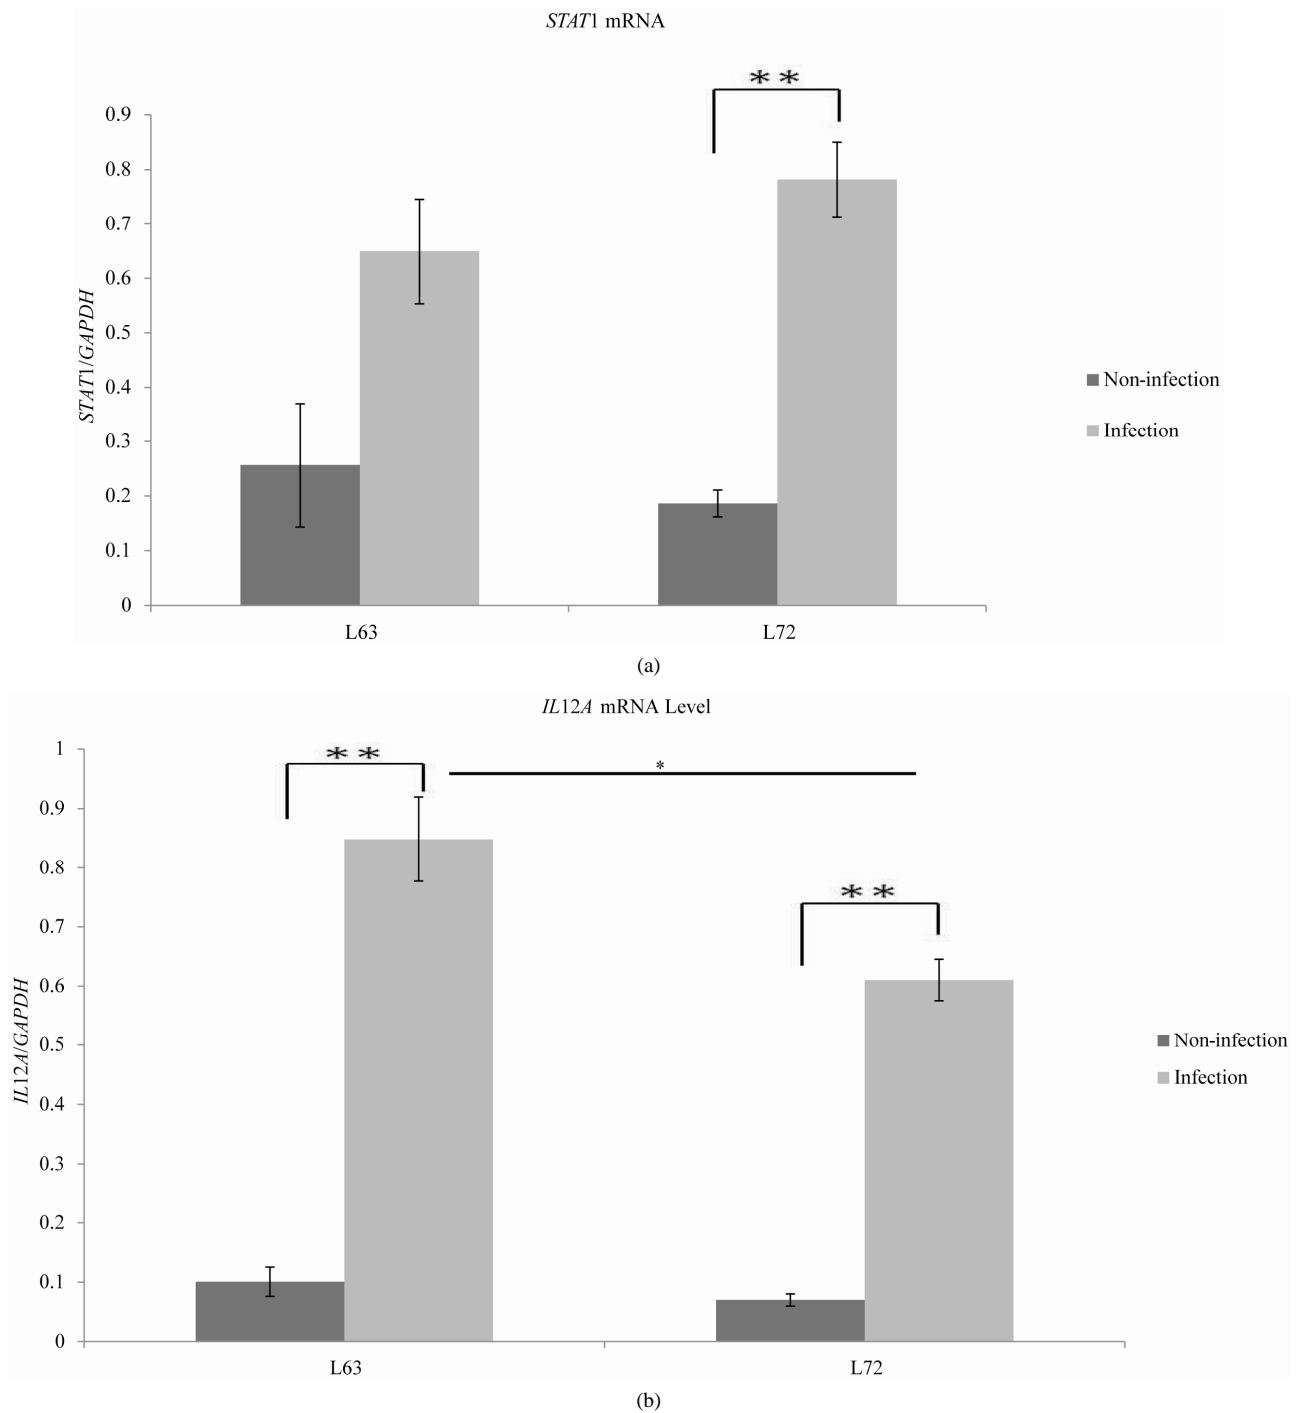 STAT1 mRNA
**
0.9
0.8
0.7
0.6
0.5
0.4
0.3
0.2
0.1
0
STAT1/GAPDH
Non-infection
Infection
L63 L72
(a)
IL12A mRNA Level
** *
**
1
0.9
0.8
0.7
0.6
0.5
0.4
0.3
0.2
0.1
0
IL12A/GAPDH
Non-infection
Infection
L63 L72
(b)